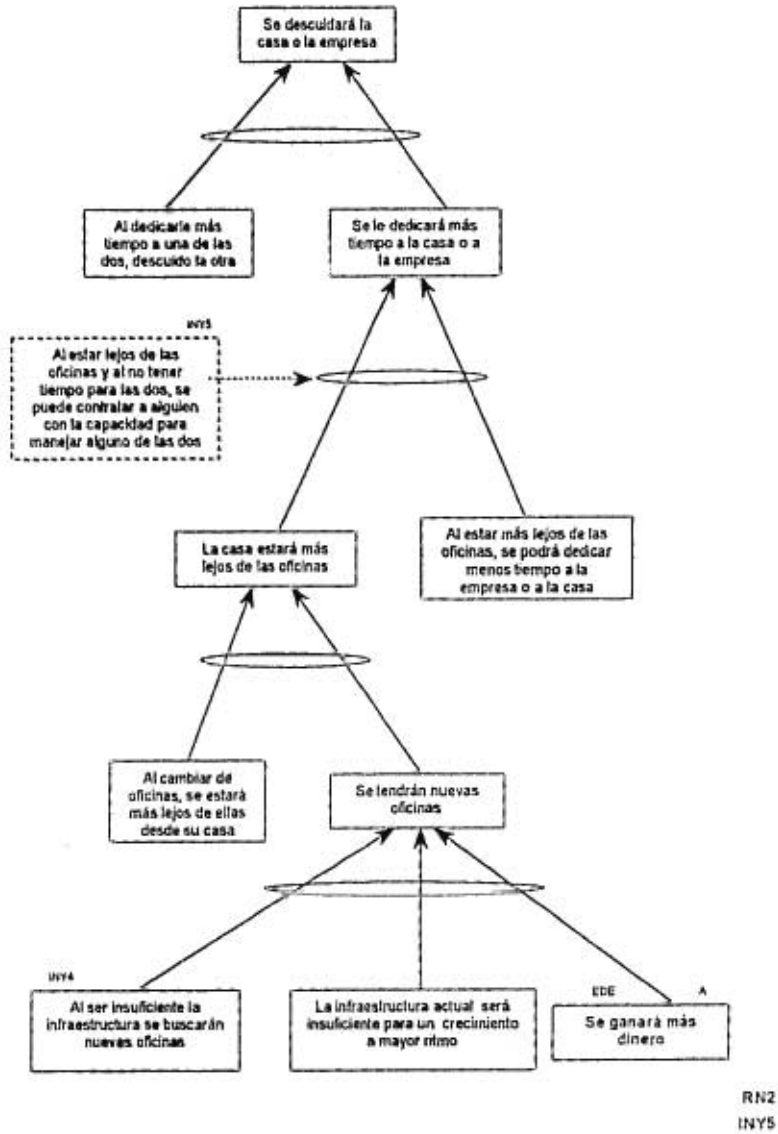 Se descuidará la
casa o la empresa
Al dedicarle más
tiempo a una de las
dos, descuido la otra
Se le dedicará más
tiempo a la casa o a
la empresa
INY5
Al estar lejos de las
oficinas y al no tener
tiempo para las dos, se
puede contratar a alguien
con la capacidad para
manejar alguno de las dos
La casa estará más
lejos de las oficinas
Al estar más lejos de las
oficinas, se podrá dedicar
menos tiempo a la
empresa o a la casa
Al cambiar de
oficinas, se estará
más lejos de ellas
desde su casa
Se tendrán nuevas
oficinas
INY4
Al ser insuficiente la
infraestructura se buscarán
nuevas oficinas
La infraestructura actual será
insuficiente para un crecimiento
a mayor ritmo
EDE A
Se ganará más
dinero
RN2
INY5